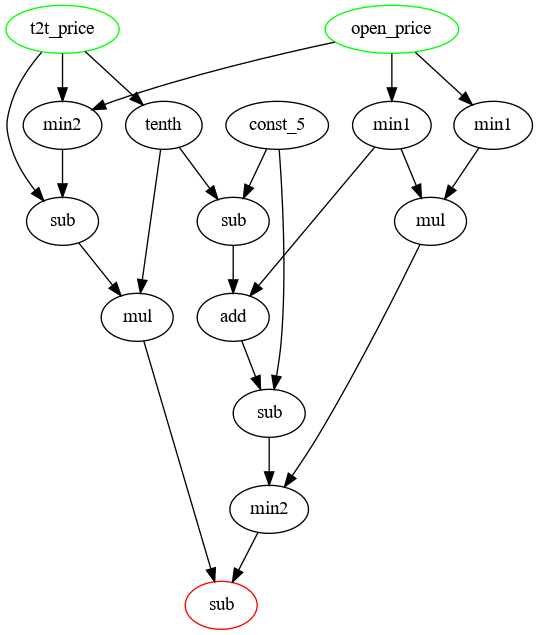 t2t_price open_price
min2 tenth const_5 min1 min1
sub sub mul
mul add
sub
min2
sub